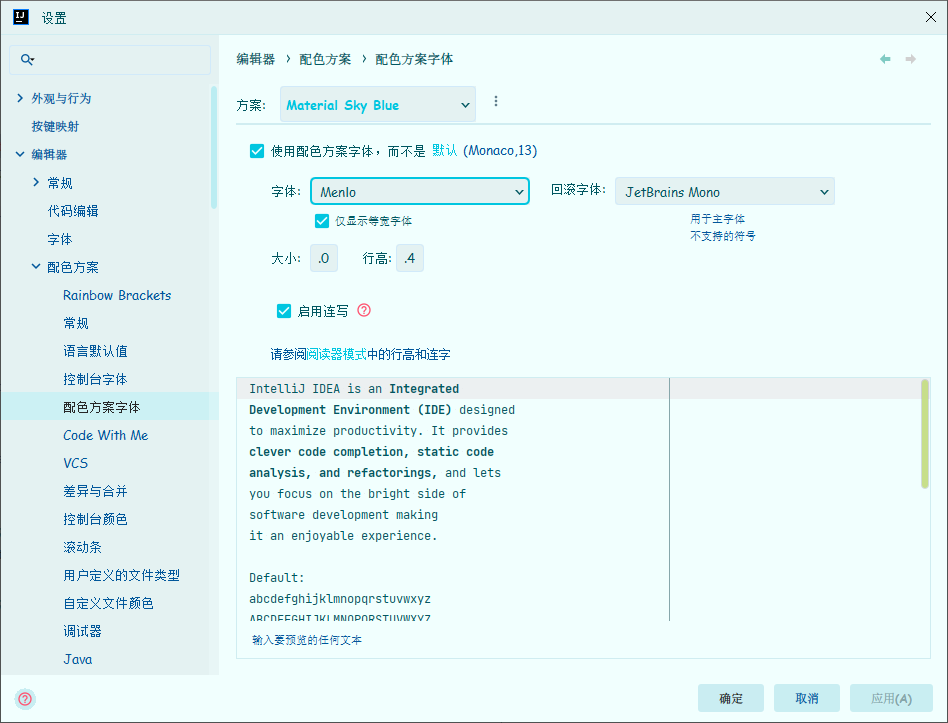 设置
编辑器 › 配色方案 › 配色方案字体
外观与行为
按键映射
编辑器
常规
代码编辑
字体
配色方案
Rainbow Brackets
常规
语言默认值
控制台字体
配色方案字体
Code With Me
VCS
差异与合并
控制台颜色
滚动条
用户定义的文件类型
自定义文件颜色
调试器
Java
方案: Material Sky Blue
使用配色方案字体，而不是 默认 (Monaco,13)
字体: Menlo 回滚字体: JetBrains Mono
仅显示等宽字体 用于主字体
不支持的符号
大小: .0 行高: .4
启用连写
请参阅阅读器模式中的行高和连字
IntelliJ IDEA is an Integrated
Development Environment (IDE) designed
to maximize productivity. It provides
clever code completion, static code
analysis, and refactorings, and lets
you focus on the bright side of
software development making
it an enjoyable experience.
Default:
abcdefghijklmnopqrstuvwxyz
ABCDEFGHIJKLMNOPQRSTUVWXYZ
输入要预览的任何文本
确定 取消 应用(A)